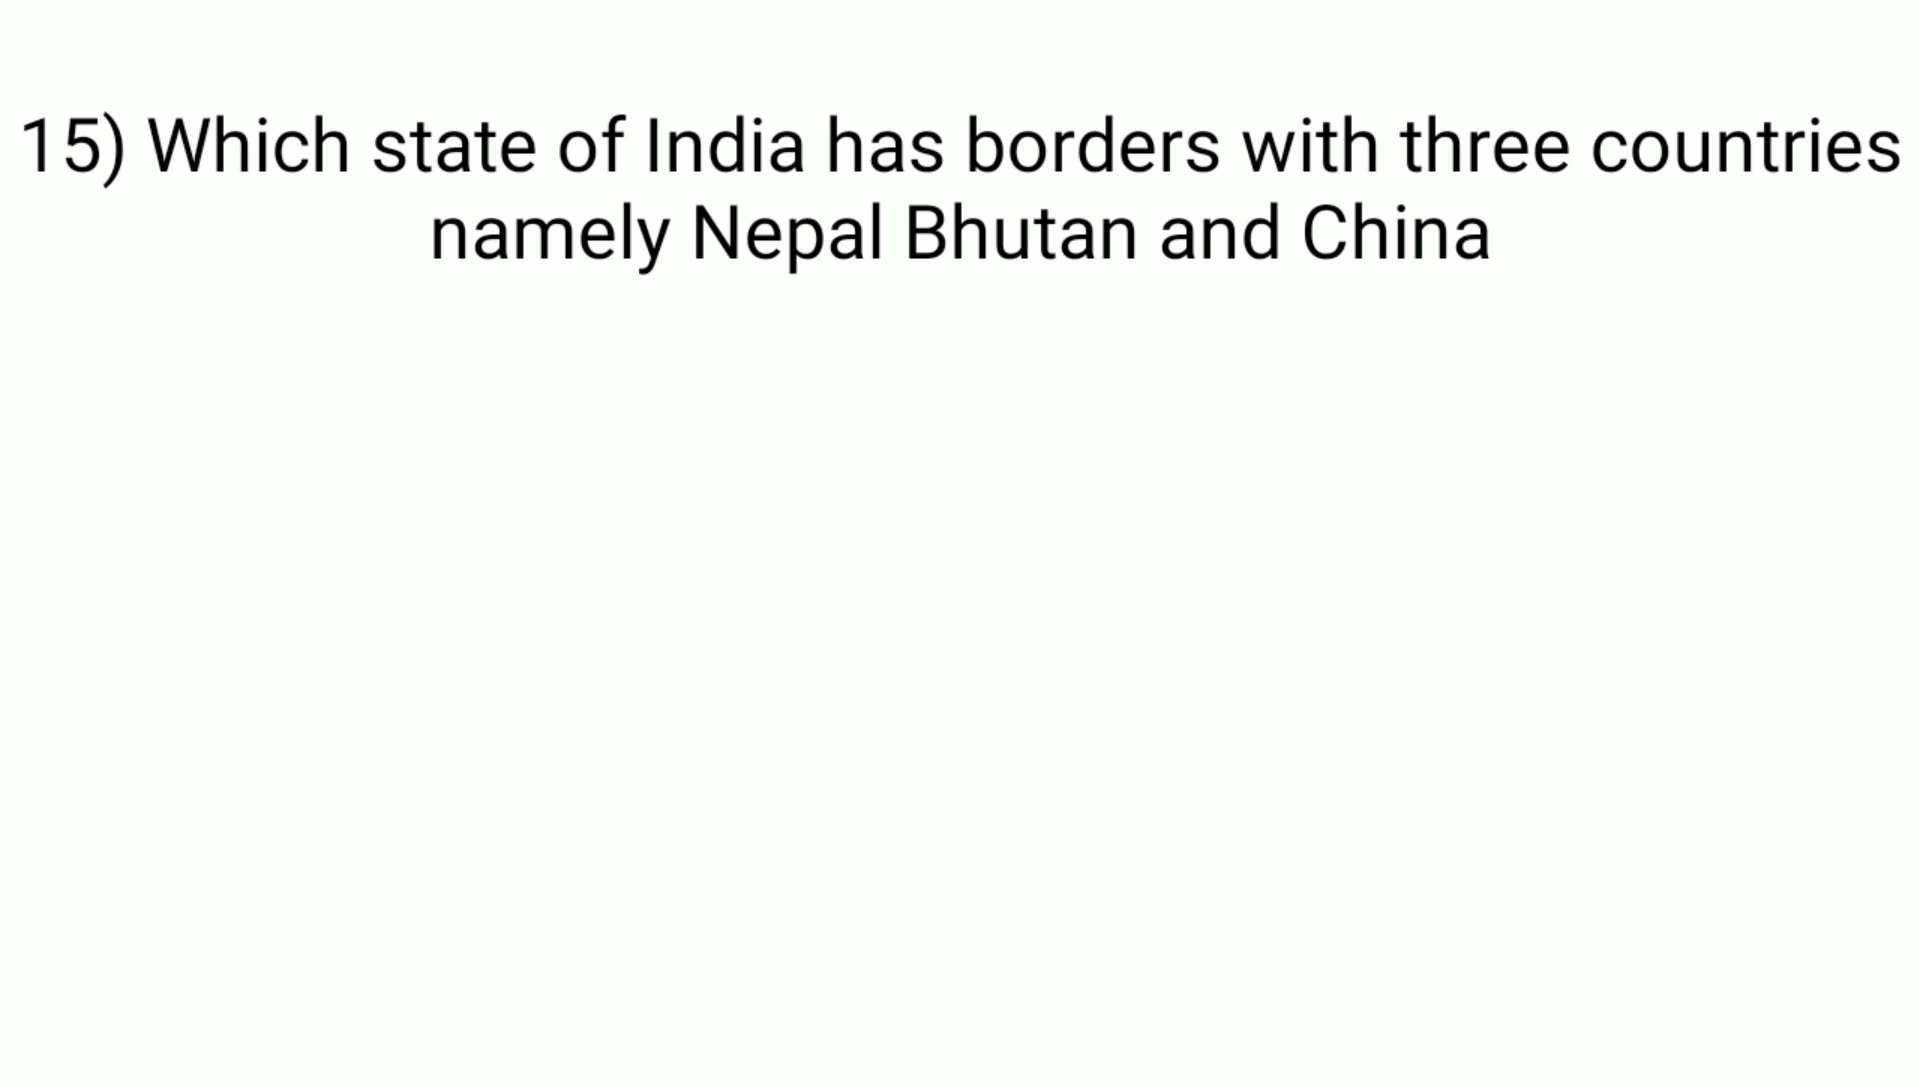 15) Which state of India has borders with three countries
namely Nepal Bhutan and China